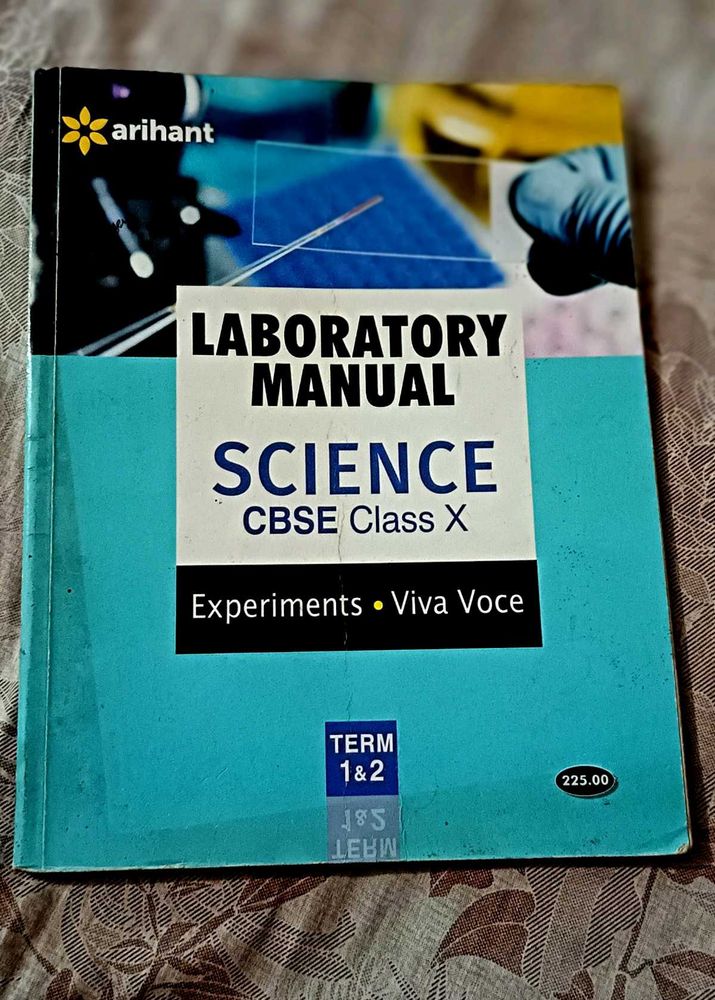 arihant
LABORATORY
MANUAL
SCIENCE
CBSE Class X
Experiments • Viva Voce
TERM
1&2
225.00